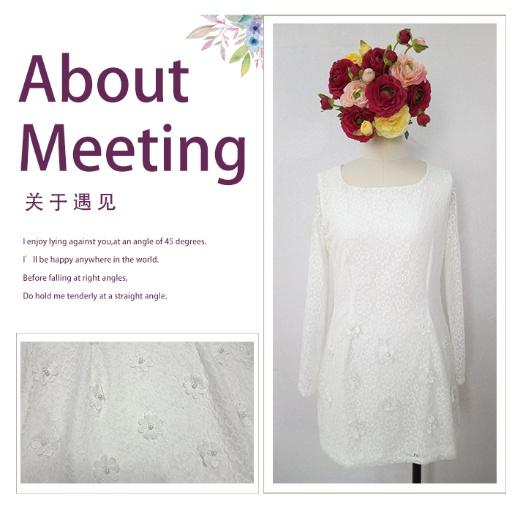 About
Meeting
关于遇见
I enjoy lying against you,at an angle of 45 degrees.
I'll be happy anywhere in the world.
Before falling at right angles,
Do hold me tenderly at a straight angle.